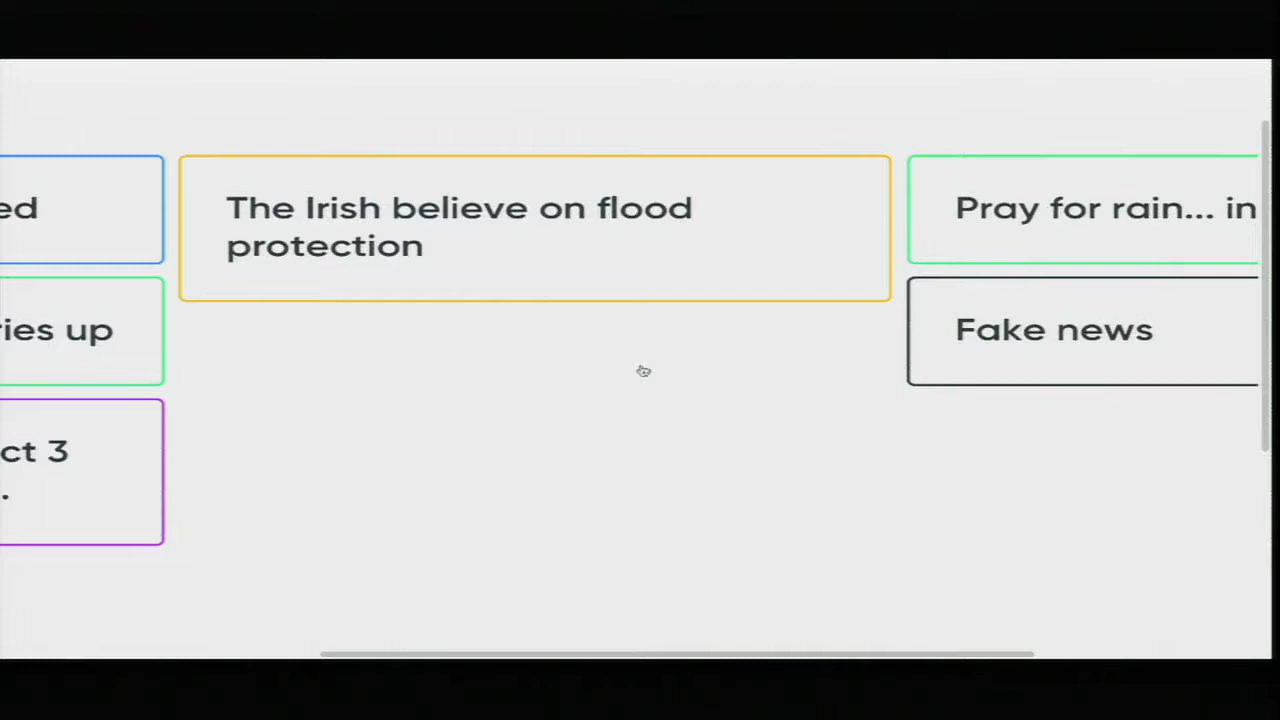 ed
ries up
ct 3
.
The Irish believe on flood
protection
Pray for rain... in
Fake news